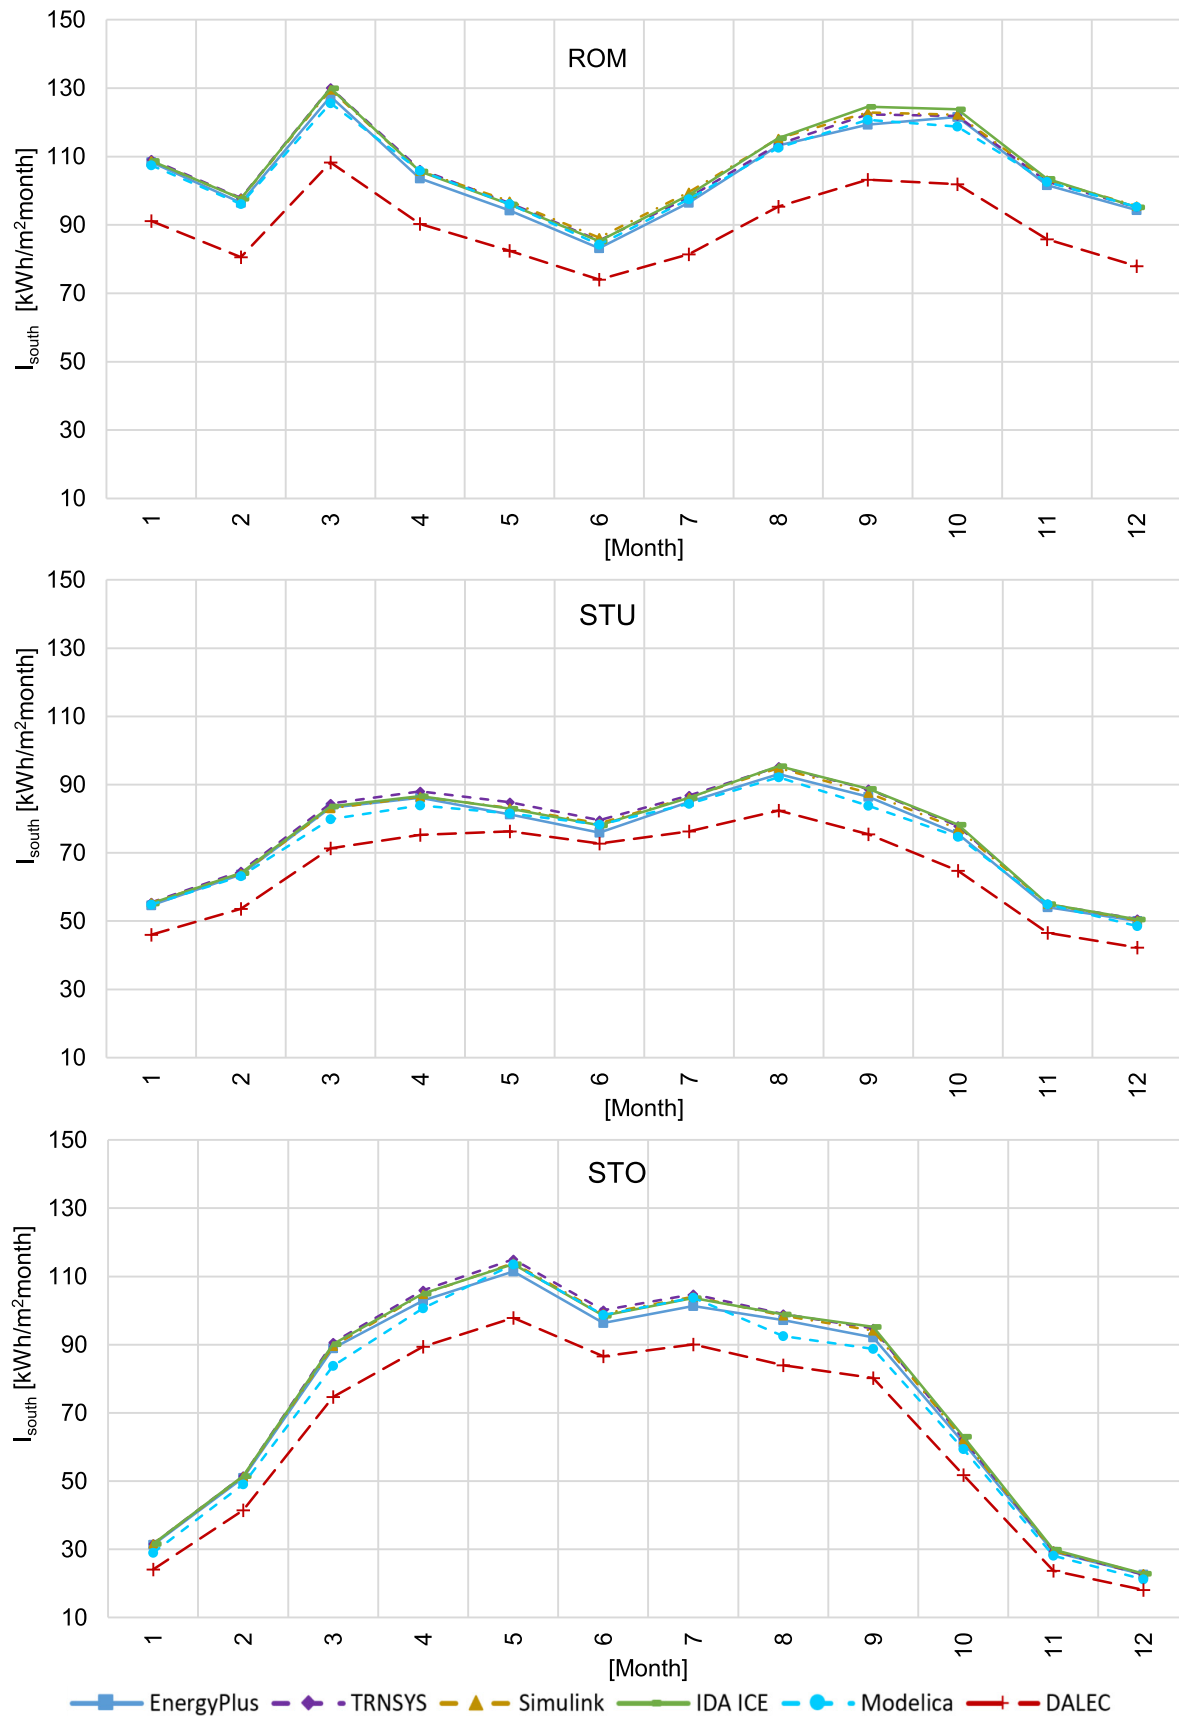 150
ROM
130
110
90
70
50
30
10
I_south [kWh/m²month]
1 2 3 4 5 6 7 8 9 10 11 12
[Month]
150
STU
130
110
90
70
50
30
10
I_south [KWh/m²month]
1 2 3 4 5 6 7 8 9 10 11 12
[Month]
150
STO
130
110
90
70
50
30
10
I_south [kWh/m²month]
1 2 3 4 5 6 7 8 9 10 11 12
[Month]
EnergyPlus TRNSYS Simulink IDA ICE Modelica DALEC